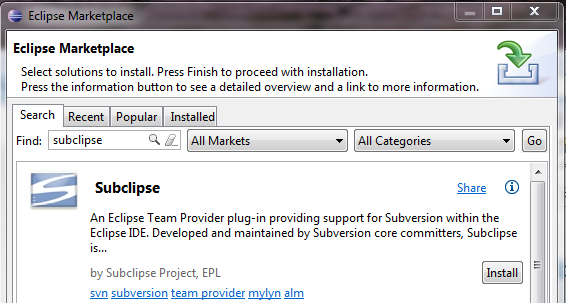 Eclipse Marketplace
Eclipse Marketplace
Select solutions to install. Press Finish to proceed with installation.
Press the information button to see a detailed overview and a link to more information.
Search Recent Popular Installed
Find: subclipse All Markets All Categories Go
Subclipse Share
An Eclipse Team Provider plug-in providing support for Subversion within the
Eclipse IDE. Developed and maintained by Subversion core committers, Subclipse
is...
by Subclipse Project, EPL Install
svn subversion team provider mylyn alm